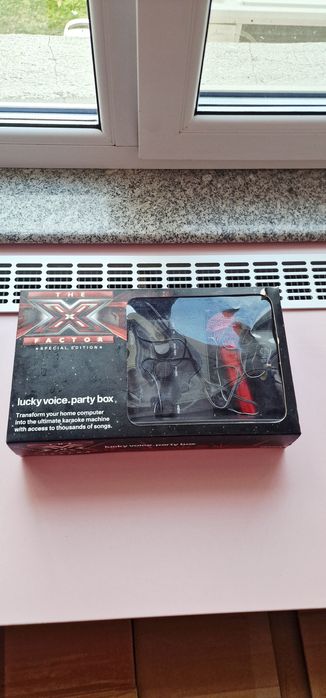 THE
X
FACTOR
SPECIAL EDITION
lucky voice.party box
Transform your home computer
into the ultimate karaoke machine
with access to thousands of songs.
lucky voice.party box